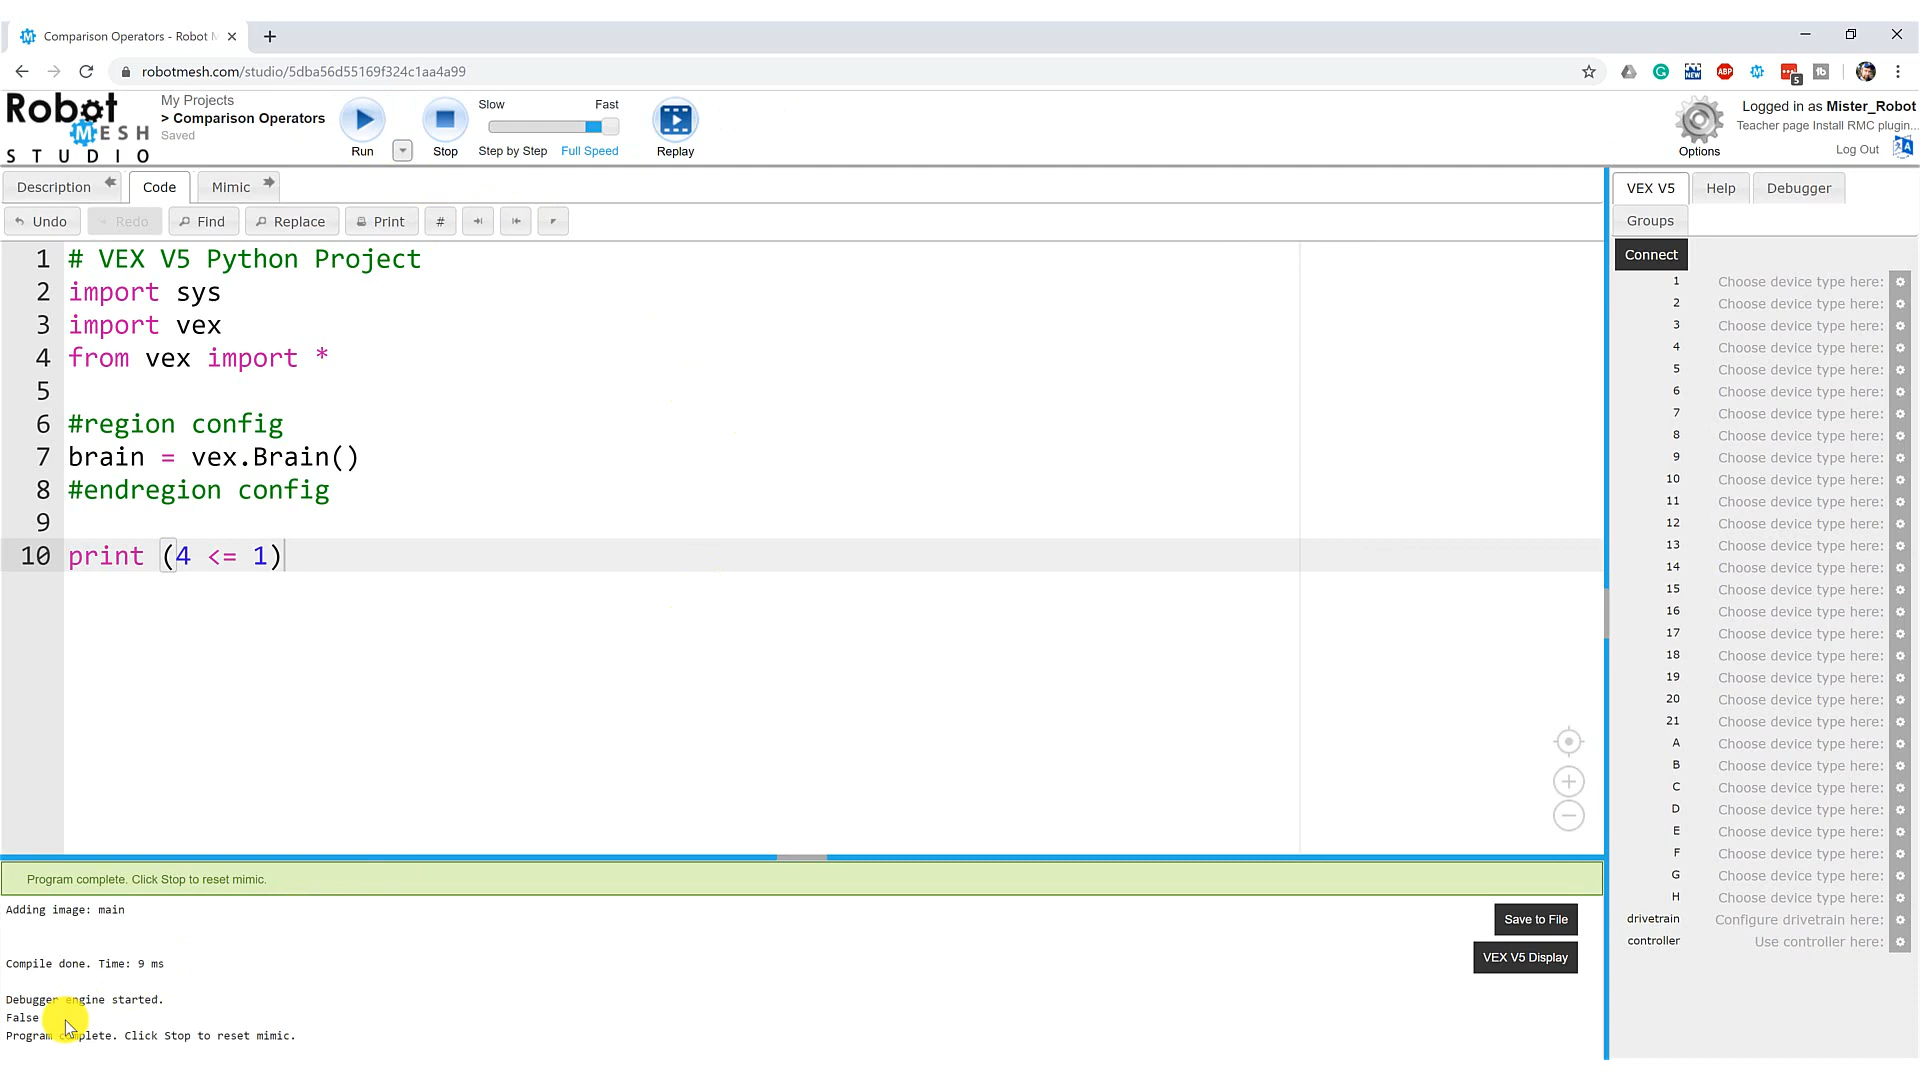 Comparison Operators - Robot M
robotmesh.com/studio/5dba56d55169f324c1aa4a99
NEW
ABP
5
Robot
MESH
STUDIO
My Projects
> Comparison Operators
Saved
Run
Stop
Slow
Fast
Step by Step
Full Speed
Replay
Options
Logged in as Mister_Robot
Teacher page Install RMC plugin...
Log Out
Description
Code
Mimic
Undo
Redo
Find
Replace
Print
#
1 # VEX V5 Python Project
2 import sys
3 import vex
4 from vex import *
5
6 #region config
7 brain = vex.Brain()
8 #endregion config
9
10 print (4 <= 1)
Program complete. Click Stop to reset mimic.
Adding image: main
Compile done. Time: 9 ms
Debugger engine started.
False
Program complete. Click Stop to reset mimic.
Save to File
VEX V5 Display
VEX V5
Help
Debugger
Groups
Connect
1 Choose device type here:
2 Choose device type here:
3 Choose device type here:
4 Choose device type here:
5 Choose device type here:
6 Choose device type here:
7 Choose device type here:
8 Choose device type here:
9 Choose device type here:
10 Choose device type here:
11 Choose device type here:
12 Choose device type here:
13 Choose device type here:
14 Choose device type here:
15 Choose device type here:
16 Choose device type here:
17 Choose device type here:
18 Choose device type here:
19 Choose device type here:
20 Choose device type here:
21 Choose device type here:
A Choose device type here:
B Choose device type here:
C Choose device type here:
D Choose device type here:
E Choose device type here:
F Choose device type here:
G Choose device type here:
H Choose device type here:
drivetrain Configure drivetrain here:
controller Use controller here: